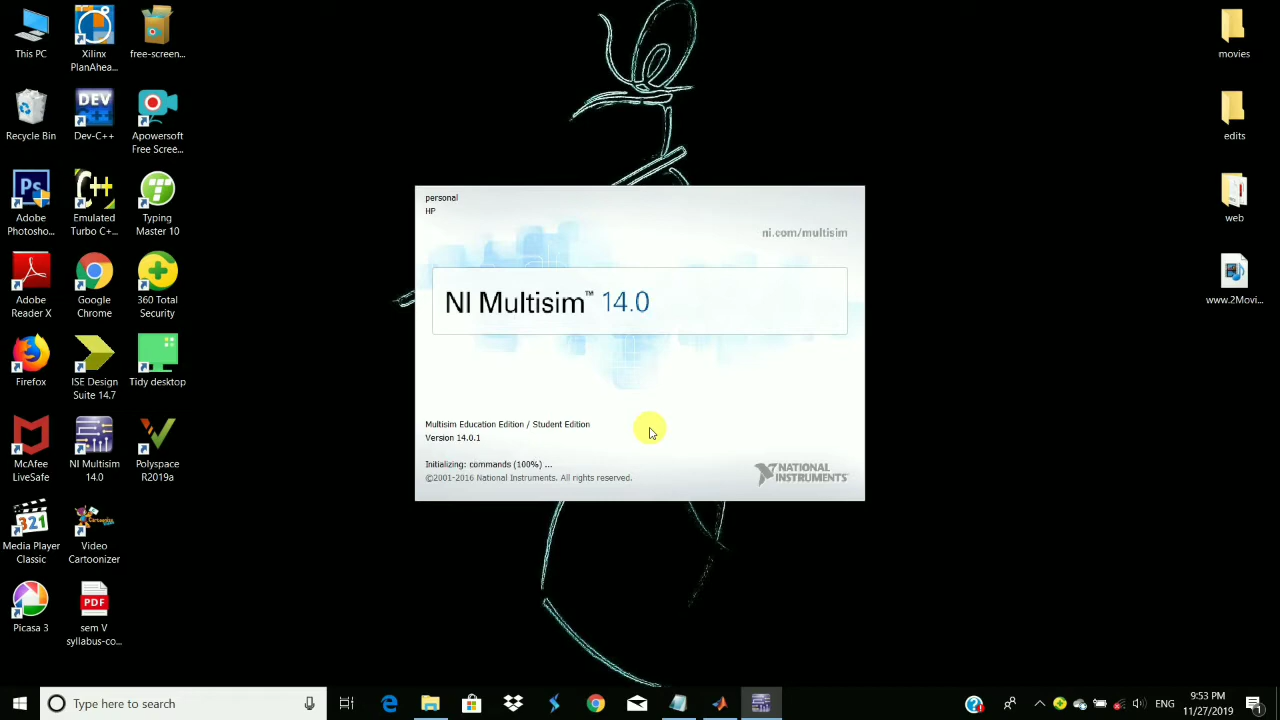 This PC
Xilinx
PlanAhea...
free-screen...
Recycle Bin
DEV
Dev-C++
Apowersoft
Free Scree...
Ps
Adobe
Photosho...
C++
Emulated
Turbo C+...
Typing
Master 10
Adobe
Reader X
Google
Chrome
360 Total
Security
Firefox
ISE Design
Suite 14.7
Tidy desktop
McAfee
LiveSafe
NI Multisim
14.0
Polyspace
R2019a
321
Media Player
Classic
Video
Cartoonizer
Picasa 3
PDF
sem V
syllabus-co...
movies
edits
web
www.2Movi...
personal
HP
ni.com/multisim
NI Multisim™ 14.0
Multisim Education Edition / Student Edition
Version 14.0.1
Initializing: commands (100%) ...
©2001-2016 National Instruments. All rights reserved.
NATIONAL
INSTRUMENTS
Type here to search
ENG
9:53 PM
11/27/2019
1